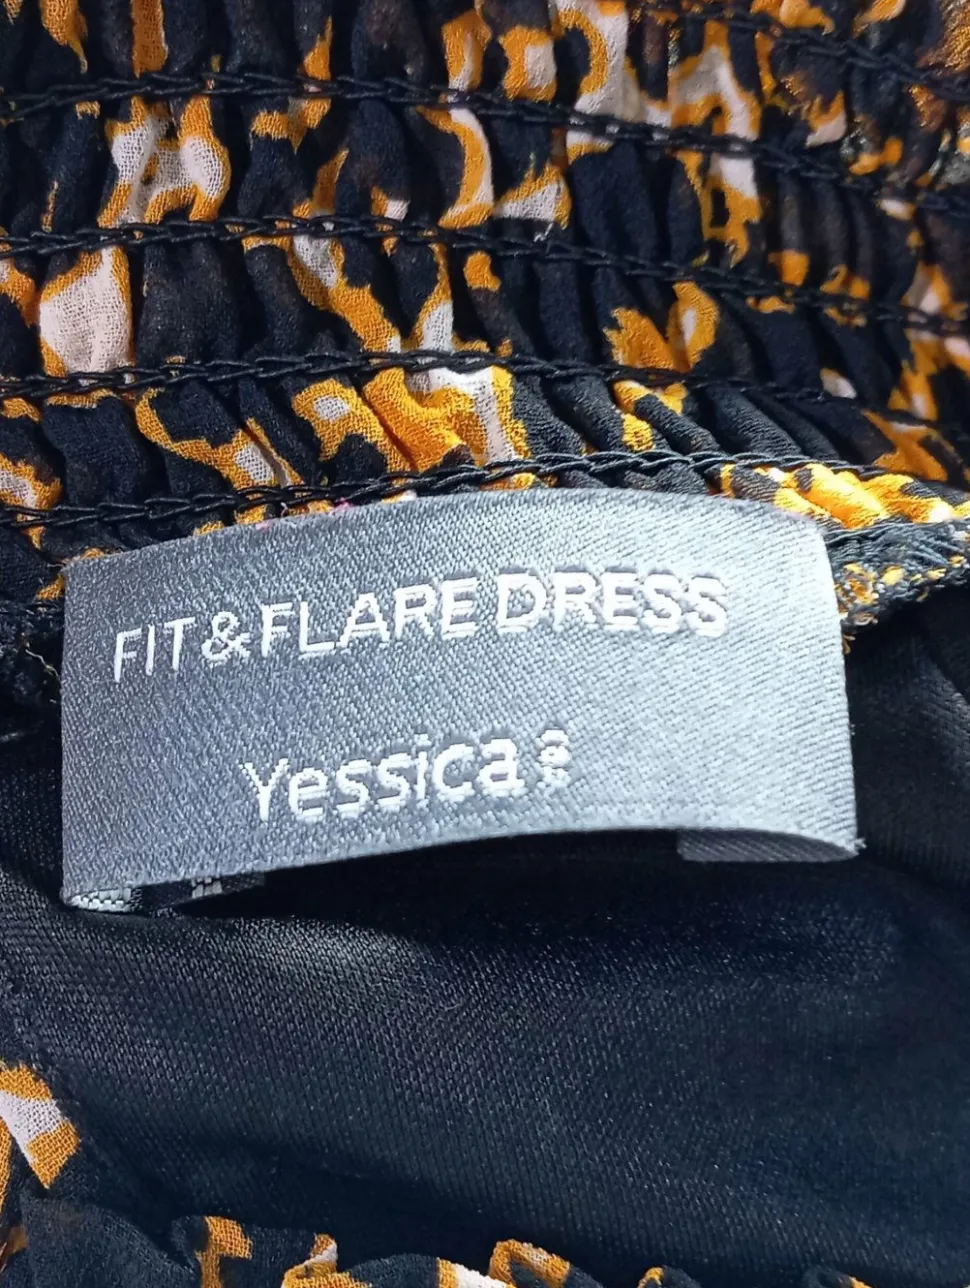 FIT & FLARE DRESS
Yessica